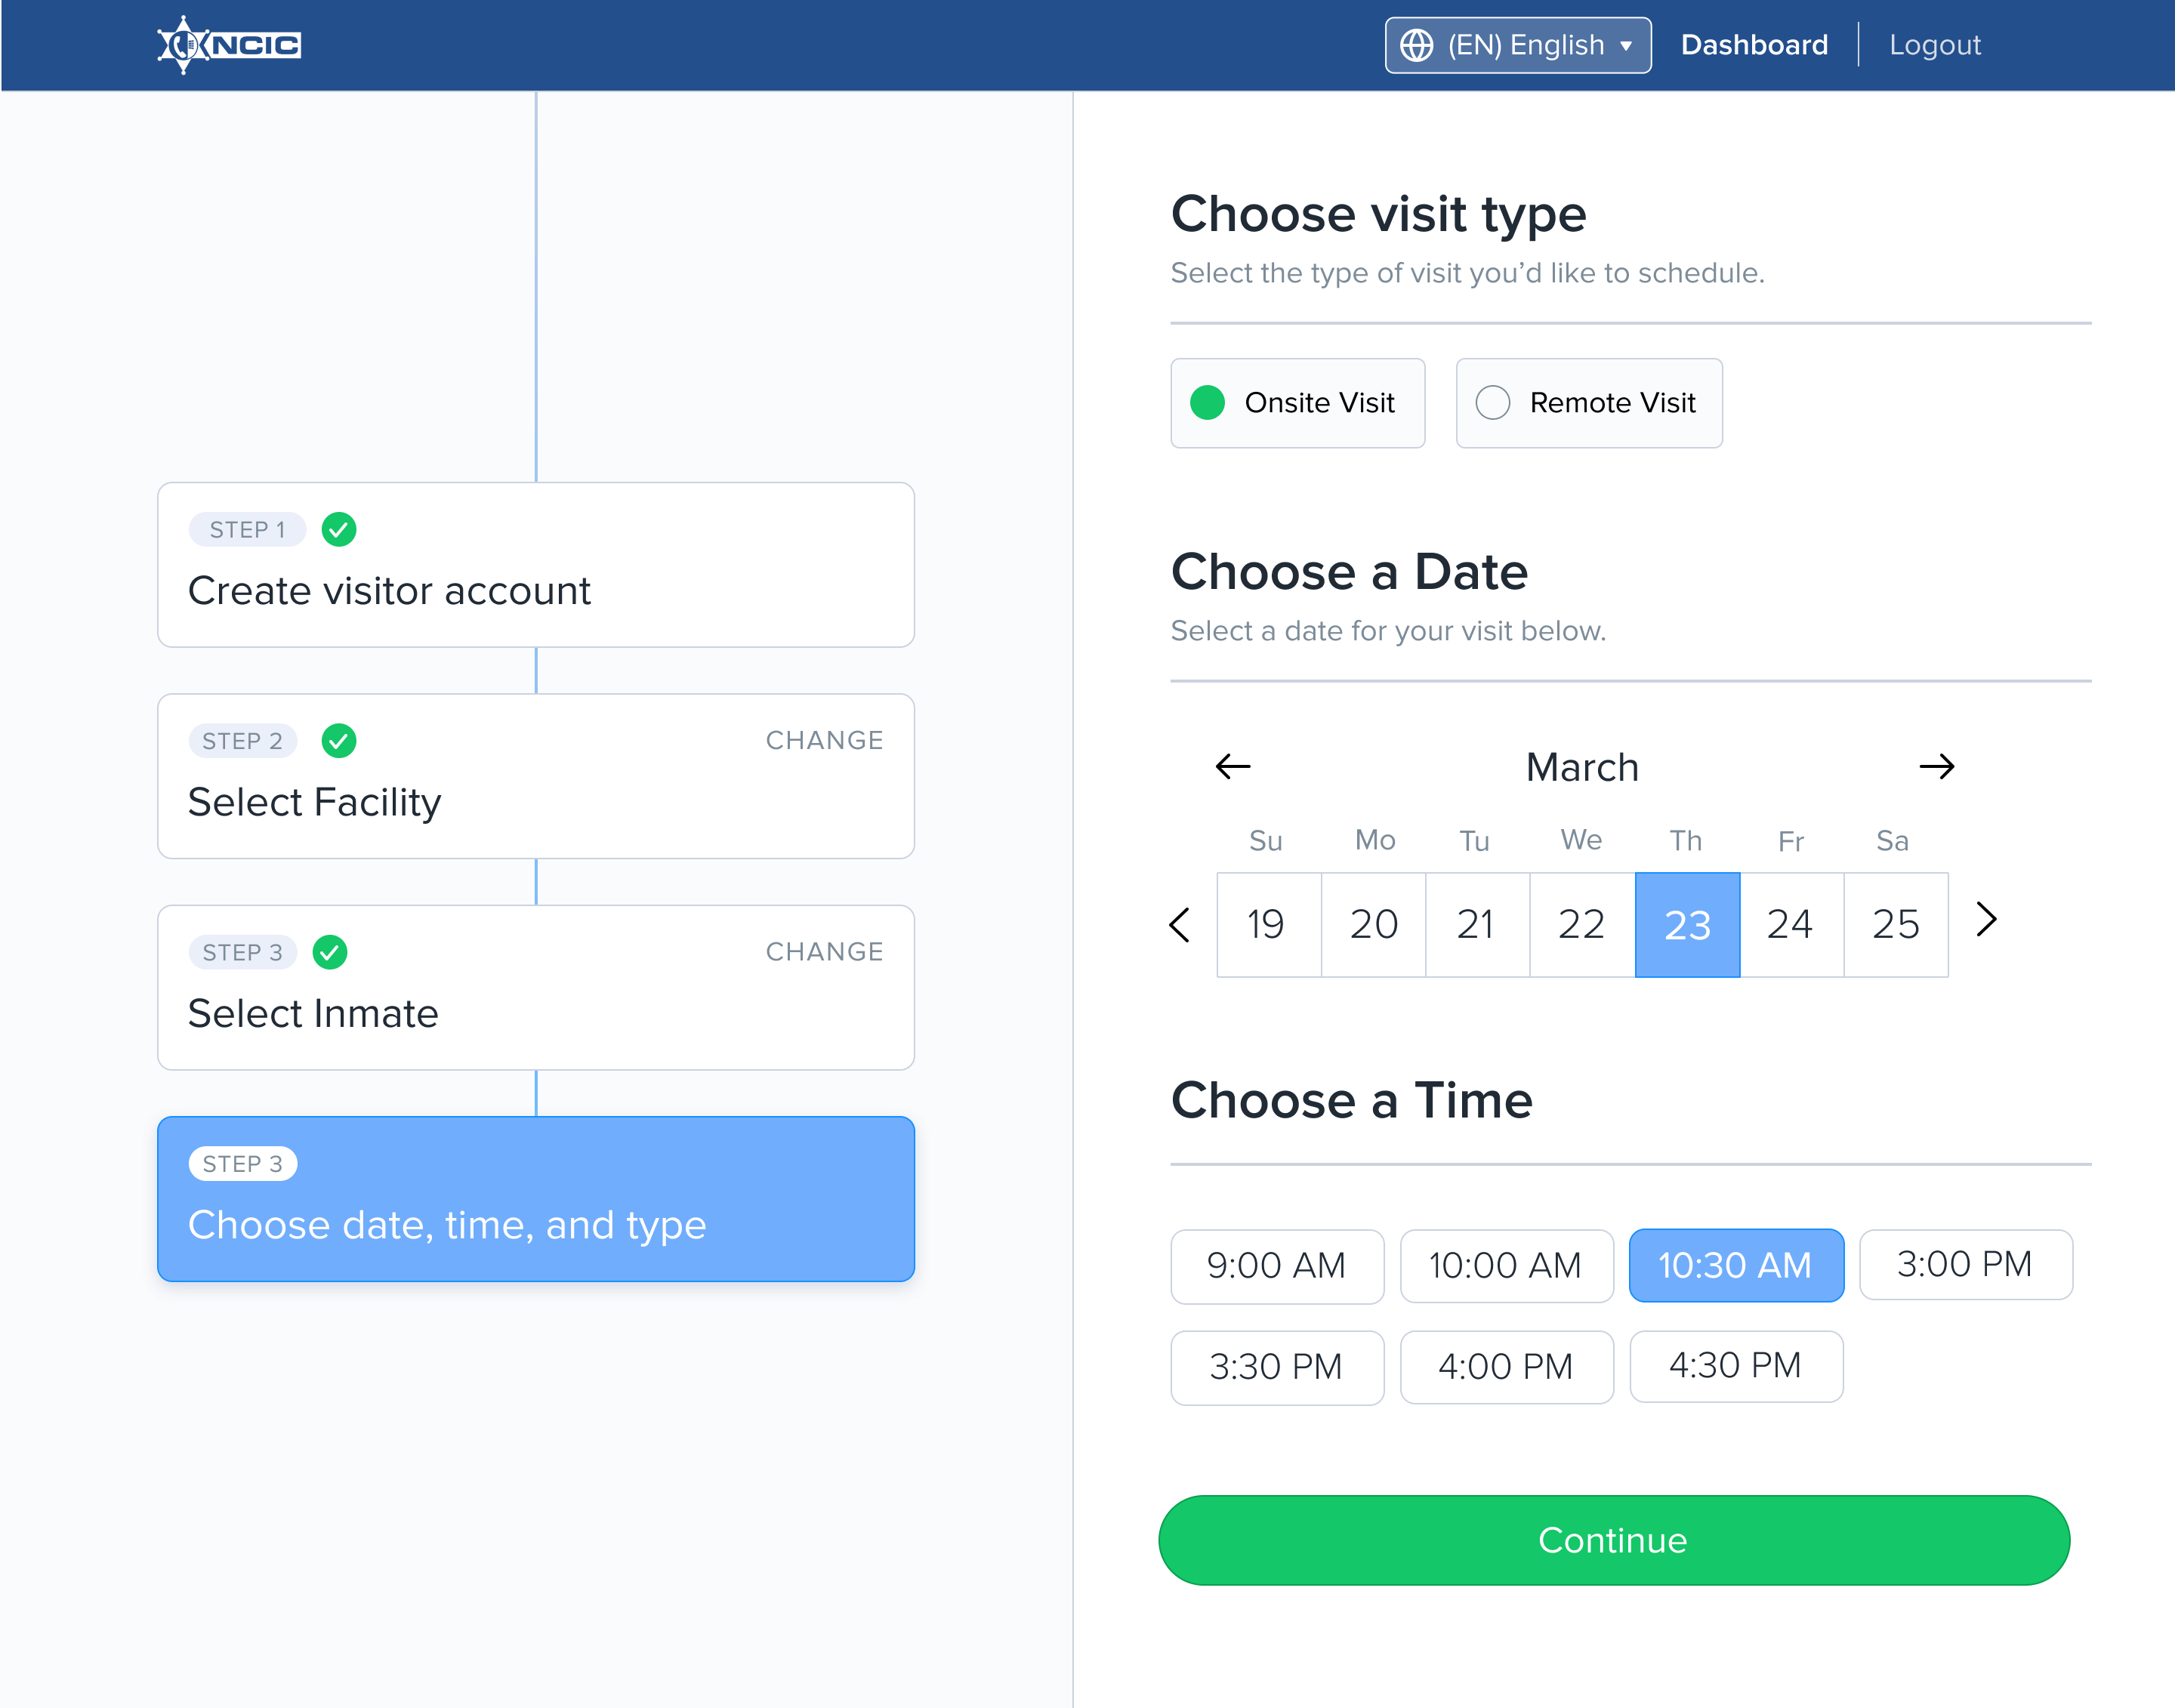 NCIC
(EN) English
Dashboard
Logout
STEP 1
Create visitor account
STEP 2
CHANGE
Select Facility
STEP 3
CHANGE
Select Inmate
STEP 3
Choose date, time, and type
Choose visit type
Select the type of visit you’d like to schedule.
Onsite Visit
Remote Visit
Choose a Date
Select a date for your visit below.
March
Su Mo Tu We Th Fr Sa
19 20 21 22 23 24 25
Choose a Time
9:00 AM 10:00 AM 10:30 AM 3:00 PM
3:30 PM 4:00 PM 4:30 PM
Continue